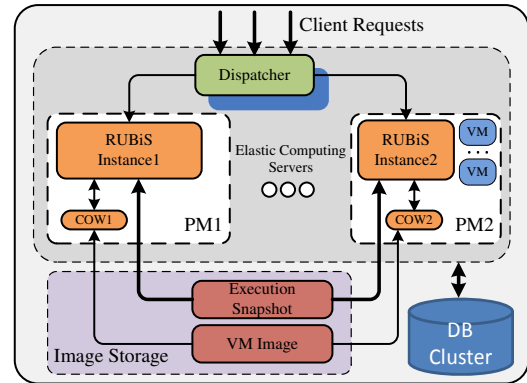 Client Requests
Dispatcher
RUBiS
Instance1
RUBiS
Instance2
VM
...
VM
Elastic Computing
Servers
COW1
COW2
PM1
PM2
Execution
Snapshot
VM Image
Image Storage
DB
Cluster